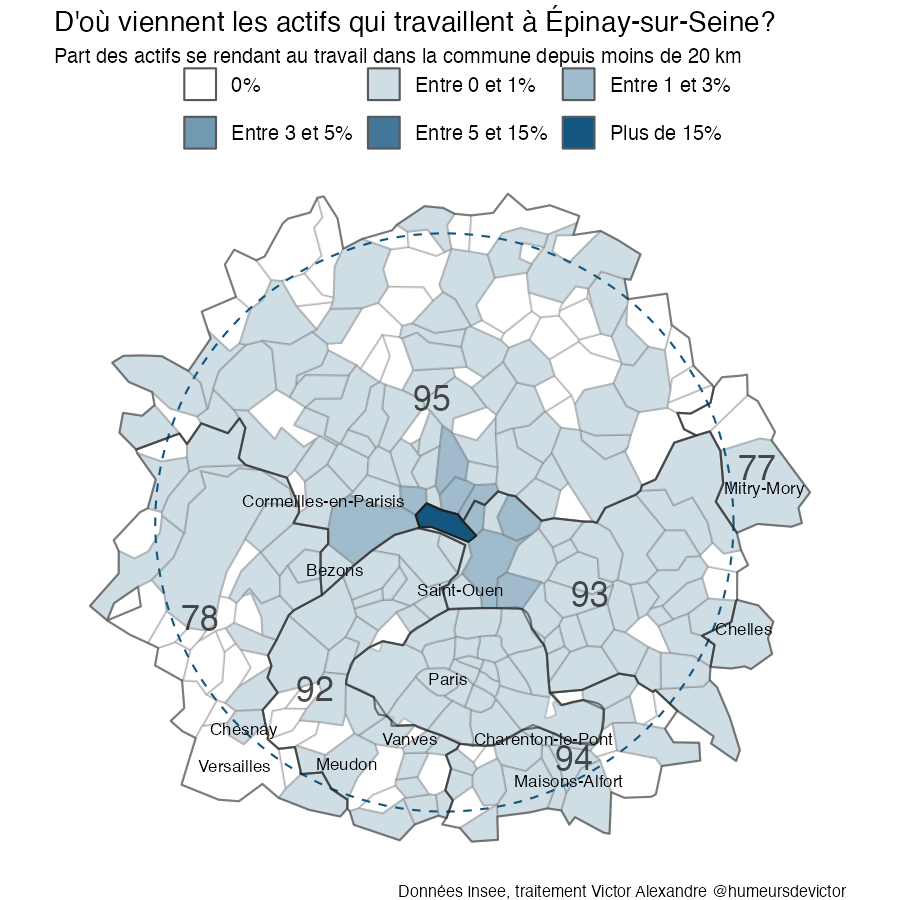 D'où viennent les actifs qui travaillent à Épinay-sur-Seine?
Part des actifs se rendant au travail dans la commune depuis moins de 20 km
0%
Entre 0 et 1%
Entre 1 et 3%
Entre 3 et 5%
Entre 5 et 15%
Plus de 15%
95
77
Mitry-Mory
Cormeilles-en-Parisis
Bezons
Saint-Ouen
93
78
Chelles
Paris
92
Chesnay
Vanves
Charenton-le-Pont
94
Versailles
Meudon
Maisons-Alfort
Données Insee, traitement Victor Alexandre @humeursdevictor